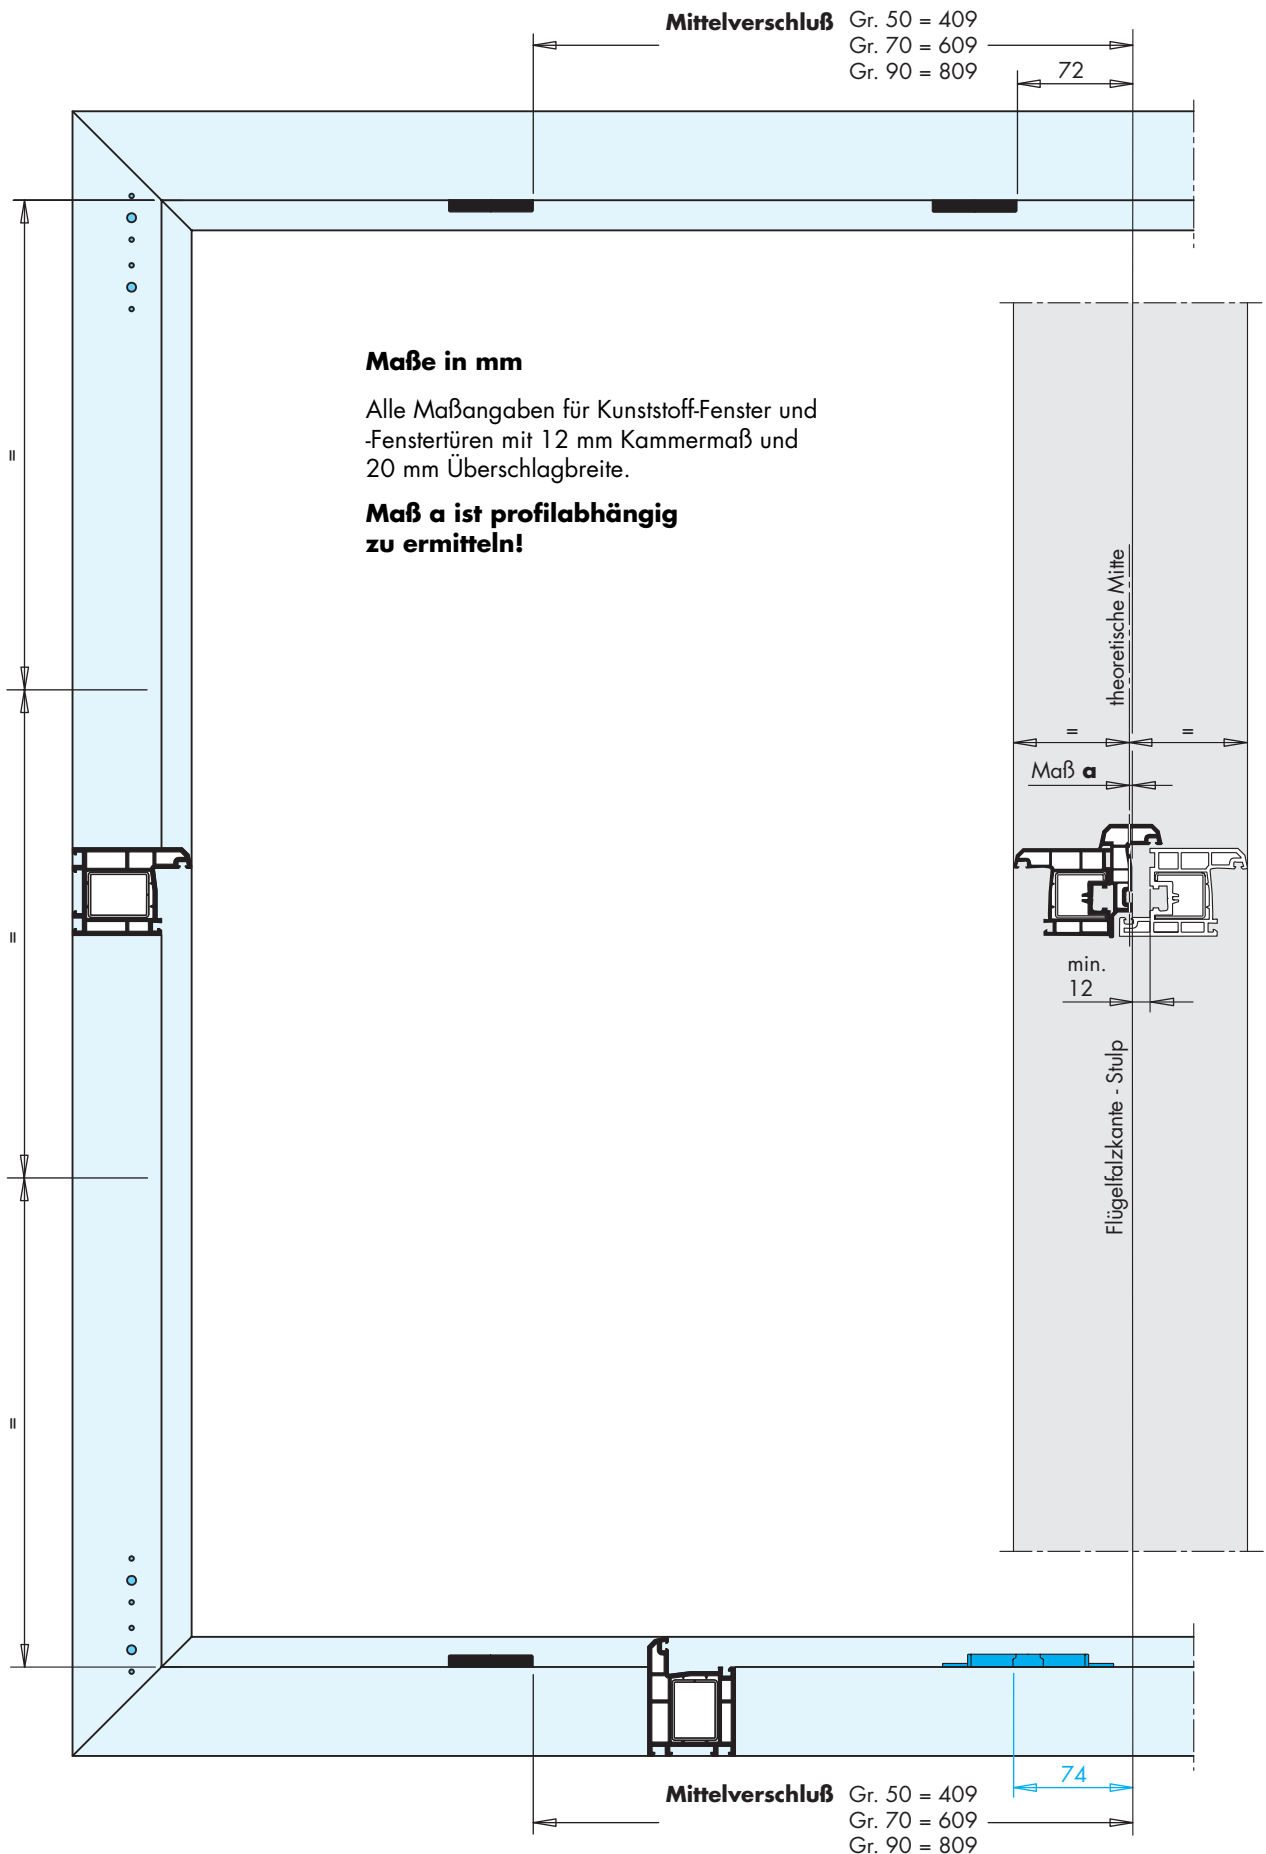 Mittelverschluß Gr. 50 = 409
Gr. 70 = 609
Gr. 90 = 809
72
Maße in mm
Alle Maßangaben für Kunststoff-Fenster und
-Fenstertüren mit 12 mm Kammermaß und
20 mm Überschlagbreite.
Maß a ist profilabhängig
zu ermitteln!
=
=
=
theoretische Mitte
= =
Maß a
min.
12
Flügelfalzkante - Stulp
74
Mittelverschluß Gr. 50 = 409
Gr. 70 = 609
Gr. 90 = 809